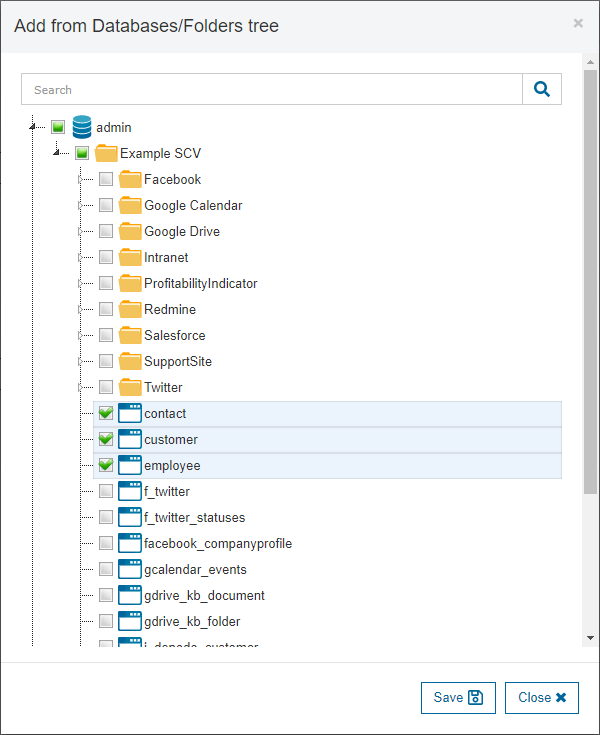 Add from Databases/Folders tree
Search
admin
Example SCV
Facebook
Google Calendar
Google Drive
Intranet
ProfitabilityIndicator
Redmine
Salesforce
SupportSite
Twitter
contact
customer
employee
f_twitter
f_twitter_statuses
facebook_companyprofile
gcalendar_events
gdrive_kb_document
gdrive_kb_folder
Save
Close